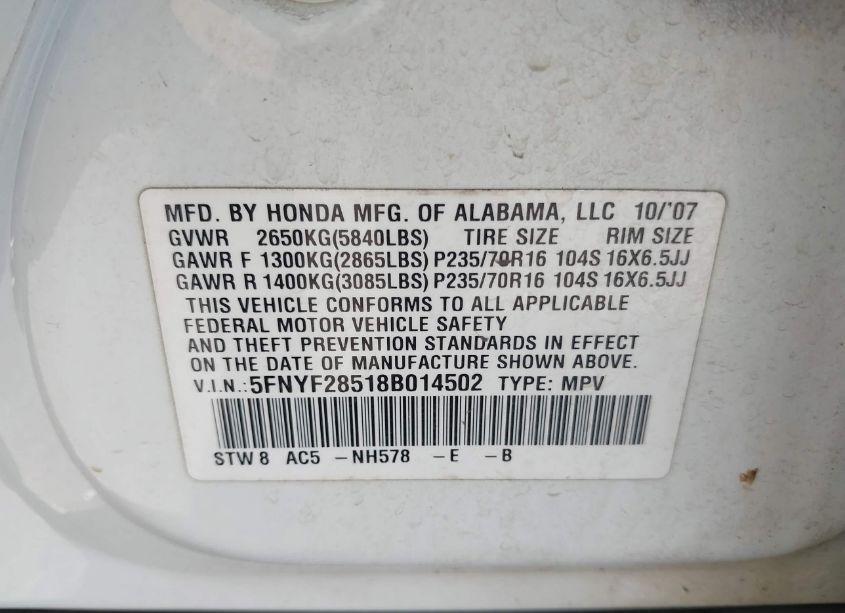 MFD. BY HONDA MFG. OF ALABAMA, LLC 10/'07
GVWR 2650KG(5840LBS) TIRE SIZE RIM SIZE
GAWR F 1300KG(2865LBS) P235/70R16 104S 16X6.5JJ
GAWR R 1400KG(3085LBS) P235/70R16 104S 16X6.5JJ
THIS VEHICLE CONFORMS TO ALL APPLICABLE
FEDERAL MOTOR VEHICLE SAFETY
AND THEFT PREVENTION STANDARDS IN EFFECT
ON THE DATE OF MANUFACTURE SHOWN ABOVE.
V.I.N.:5FNYF28518B014502 TYPE: MPV
STW8 AC5 -NH578 -E -B